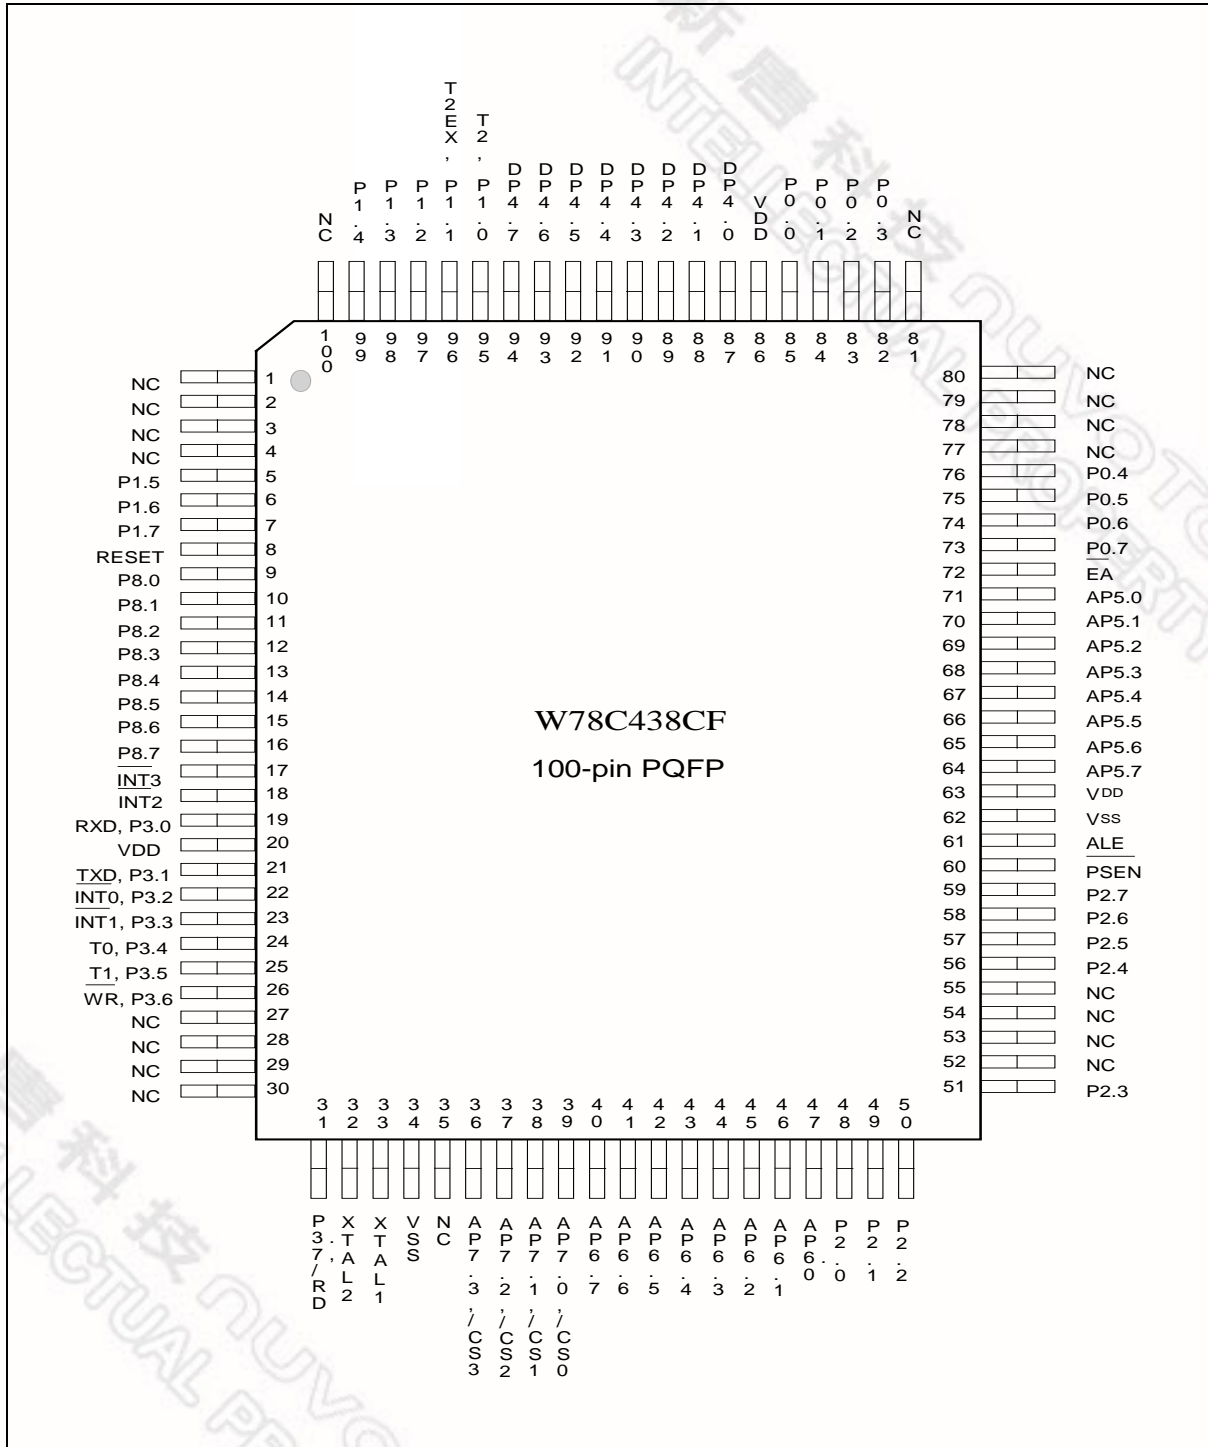 新唐科技 nuvoTo
INTELLECTUAL PROPERTY
NC
P1.4
P1.3
P1.2
T2EX, P1.1
T2, P1.0
DP4.7
DP4.6
DP4.5
DP4.4
DP4.3
DP4.2
DP4.1
DP4.0
VDD
P0.0
P0.1
P0.2
P0.3
NC
100
99
98
97
96
95
94
93
92
91
90
89
88
87
86
85
84
83
82
81
NC 1
NC 2
NC 3
NC 4
P1.5 5
P1.6 6
P1.7 7
RESET 8
P8.0 9
P8.1 10
P8.2 11
P8.3 12
P8.4 13
P8.5 14
P8.6 15
P8.7 16
INT3 17
INT2 18
RXD, P3.0 19
VDD 20
TXD, P3.1 21
INT0, P3.2 22
INT1, P3.3 23
T0, P3.4 24
T1, P3.5 25
WR, P3.6 26
NC 27
NC 28
NC 29
NC 30
W78C438CF
100-pin PQFP
80 NC
79 NC
78 NC
77 NC
76 P0.4
75 P0.5
74 P0.6
73 P0.7
72 EA
71 AP5.0
70 AP5.1
69 AP5.2
68 AP5.3
67 AP5.4
66 AP5.5
65 AP5.6
64 AP5.7
63 VDD
62 VSS
61 ALE
60 PSEN
59 P2.7
58 P2.6
57 P2.5
56 P2.4
55 NC
54 NC
53 NC
52 NC
51 P2.3
31
32
33
34
35
36
37
38
39
40
41
42
43
44
45
46
47
48
49
50
P3.7,/RD
XTAL2
XTAL1
VSS
NC
AP7.3,/CS3
AP7.2,/CS2
AP7.1,/CS1
AP7.0,/CS0
AP6.7
AP6.6
AP6.5
AP6.4
AP6.3
AP6.2
AP6.1
AP6.0
P2.0
P2.1
P2.2
唐科技 nuvo
ELLECTUAL PR